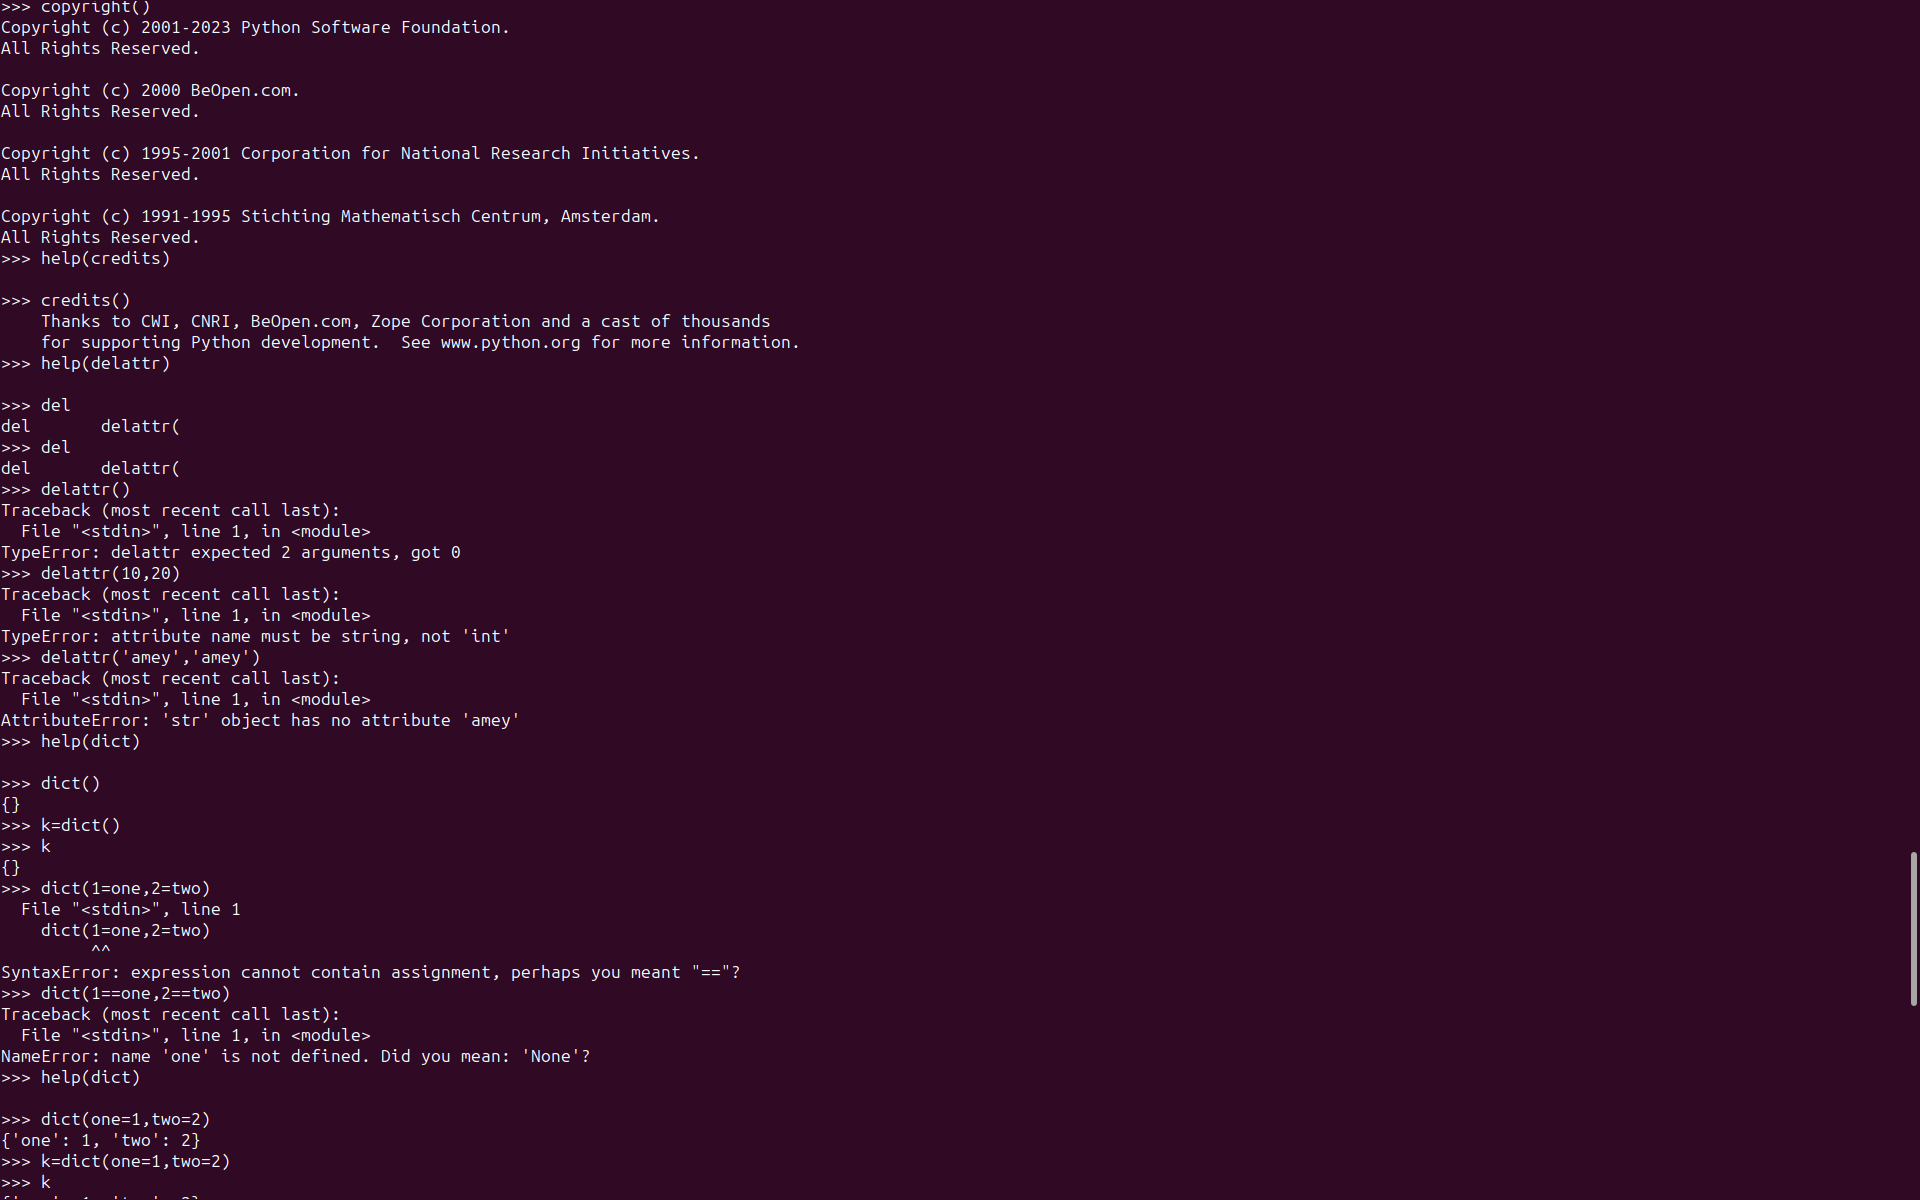 >>> copyright()
Copyright (c) 2001-2023 Python Software Foundation.
All Rights Reserved.

Copyright (c) 2000 BeOpen.com.
All Rights Reserved.

Copyright (c) 1995-2001 Corporation for National Research Initiatives.
All Rights Reserved.

Copyright (c) 1991-1995 Stichting Mathematisch Centrum, Amsterdam.
All Rights Reserved.
>>> help(credits)

>>> credits()
    Thanks to CWI, CNRI, BeOpen.com, Zope Corporation and a cast of thousands
    for supporting Python development.  See www.python.org for more information.
>>> help(delattr)

>>> del
del       delattr(
>>> del
del       delattr(
>>> delattr()
Traceback (most recent call last):
  File "<stdin>", line 1, in <module>
TypeError: delattr expected 2 arguments, got 0
>>> delattr(10,20)
Traceback (most recent call last):
  File "<stdin>", line 1, in <module>
TypeError: attribute name must be string, not 'int'
>>> delattr('amey','amey')
Traceback (most recent call last):
  File "<stdin>", line 1, in <module>
AttributeError: 'str' object has no attribute 'amey'
>>> help(dict)

>>> dict()
{}
>>> k=dict()
>>> k
{}
>>> dict(1=one,2=two)
  File "<stdin>", line 1
    dict(1=one,2=two)
         ^^
SyntaxError: expression cannot contain assignment, perhaps you meant "=="?
>>> dict(1==one,2==two)
Traceback (most recent call last):
  File "<stdin>", line 1, in <module>
NameError: name 'one' is not defined. Did you mean: 'None'?
>>> help(dict)

>>> dict(one=1,two=2)
{'one': 1, 'two': 2}
>>> k=dict(one=1,two=2)
>>> k